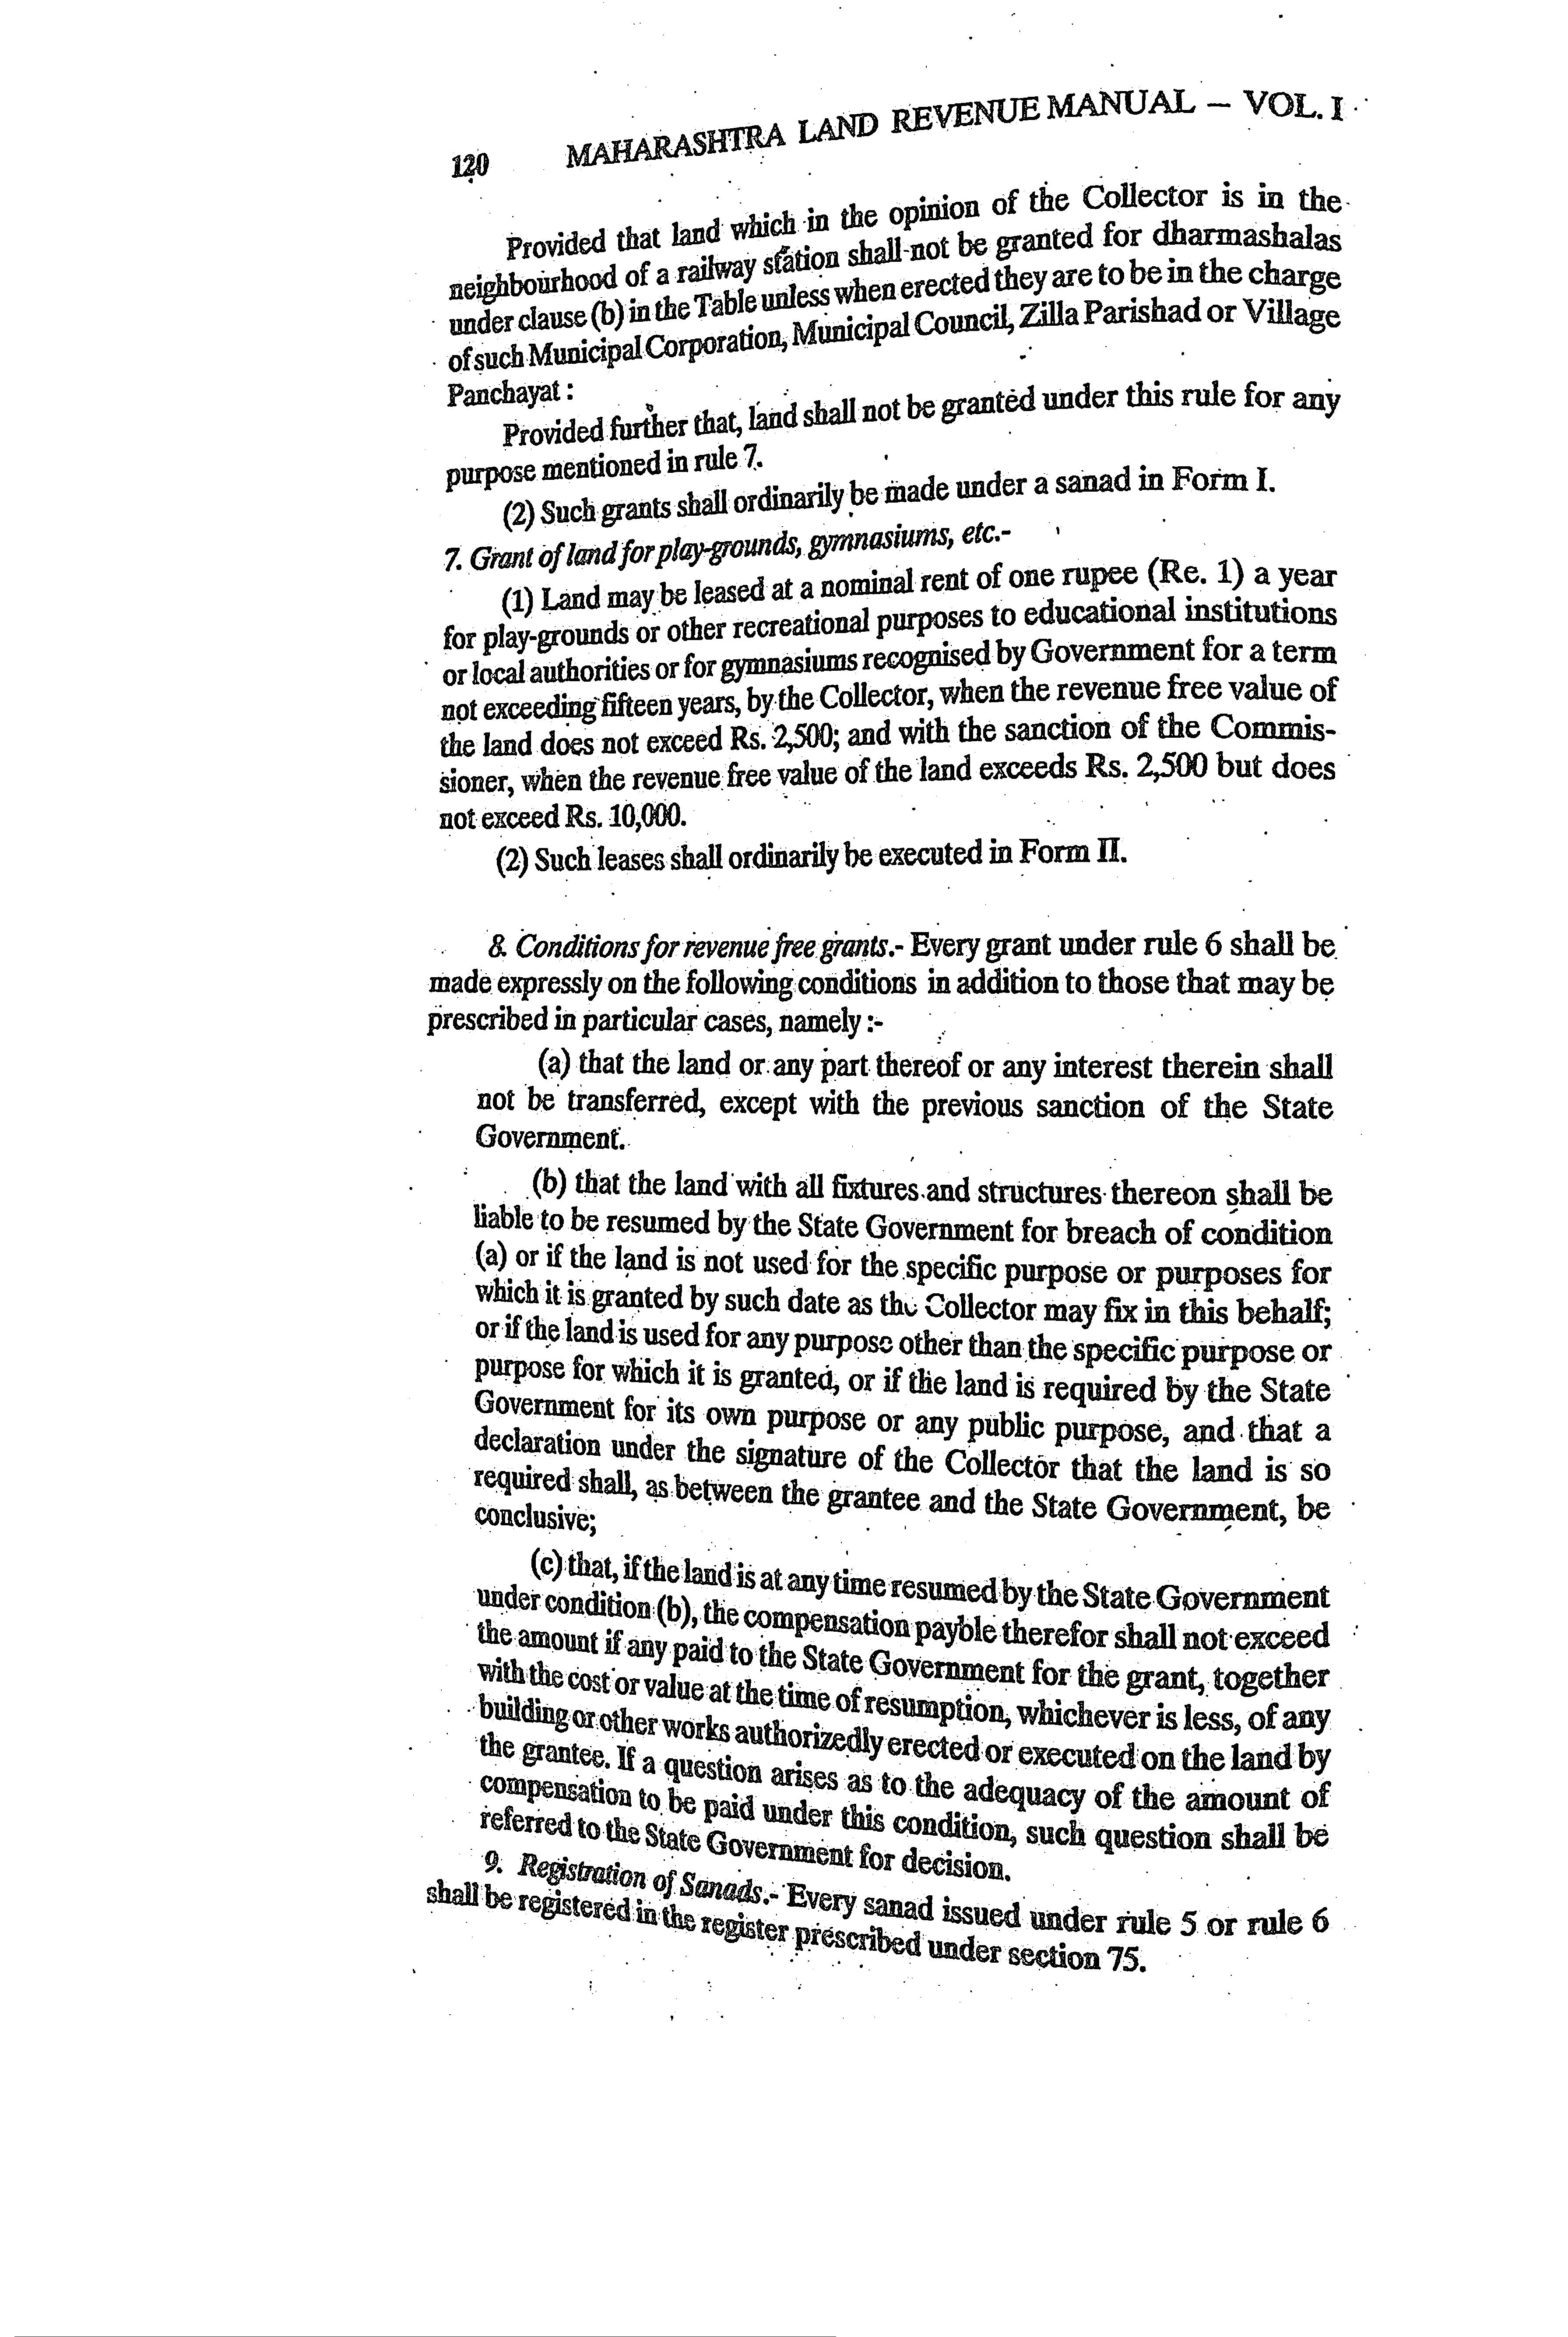 120 MAHARASHTRA LAND REVENUE MANUAL – VOL. I
Provided that land which in the opinion of the Collector is in the
neighbourhood of a railway station shall not be granted for dharmashalas
under clause (b) in the Table unless when erected they are to be in the charge
of such Municipal Corporation, Municipal Council, Zilla Parishad or Village
Panchayat :
Provided further that, land shall not be granted under this rule for any
purpose mentioned in rule 7.
(2) Such grants shall ordinarily be made under a sanad in Form I.
7. Grant of land for play-grounds, gymnasiums, etc.-
(1) Land may be leased at a nominal rent of one rupee (Re. 1) a year
for play-grounds or other recreational purposes to educational institutions
or local authorities or for gymnasiums recognised by Government for a term
not exceeding fifteen years, by the Collector, when the revenue free value of
the land does not exceed Rs. 2,500; and with the sanction of the Commis-
sioner, when the revenue free value of the land exceeds Rs. 2,500 but does
not exceed Rs. 10,000.
(2) Such leases shall ordinarily be executed in Form II.
8. Conditions for revenue free grants.- Every grant under rule 6 shall be
made expressly on the following conditions in addition to those that may be
prescribed in particular cases, namely :-
(a) that the land or any part thereof or any interest therein shall
not be transferred, except with the previous sanction of the State
Government.
(b) that the land with all fixtures and structures thereon shall be
liable to be resumed by the State Government for breach of condition
(a) or if the land is not used for the specific purpose or purposes for
which it is granted by such date as the Collector may fix in this behalf;
or if the land is used for any purpose other than the specific purpose or
purpose for which it is granted, or if the land is required by the State
Government for its own purpose or any public purpose, and that a
declaration under the signature of the Collector that the land is so
required shall, as between the grantee and the State Government, be
conclusive;
(c) that, if the land is at any time resumed by the State Government
under condition (b), the compensation payble therefor shall not exceed
the amount if any paid to the State Government for the grant, together
with the cost or value at the time of resumption, whichever is less, of any
building or other works authorizedly erected or executed on the land by
the grantee. If a question arises as to the adequacy of the amount of
compensation to be paid under this condition, such question shall be
referred to the State Government for decision.
9. Registration of Sanads.- Every sanad issued under rule 5 or rule 6
shall be registered in the register prescribed under section 75.